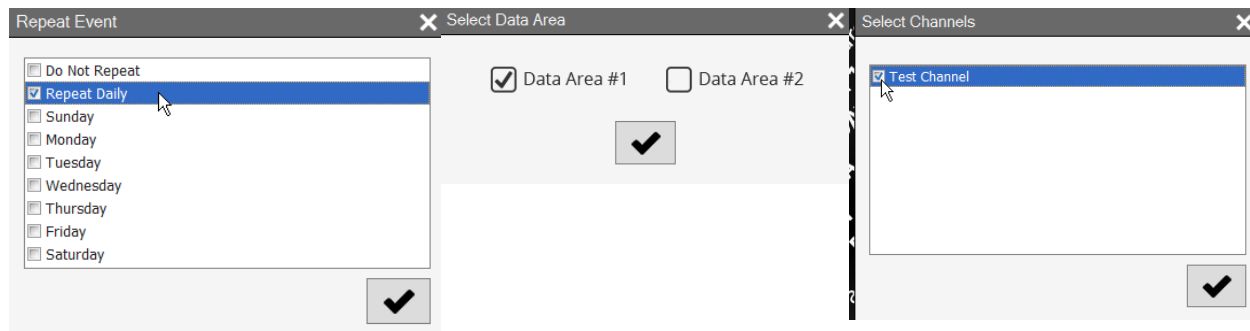 Repeat Event
Do Not Repeat
Repeat Daily
Sunday
Monday
Tuesday
Wednesday
Thursday
Friday
Saturday
Select Data Area
Data Area #1 Data Area #2
Select Channels
Test Channel